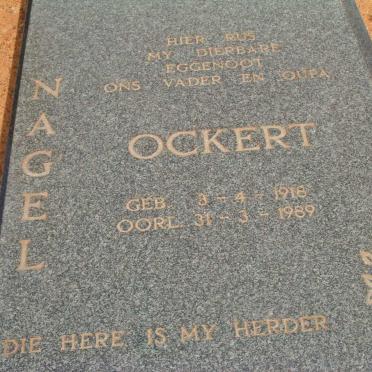 HIER RUS
MY DIERBARE
EGGENOOT
ONS VADER EN OUPA
NAGEL
OCKERT
GEB. 3 - 4 - 1918
OORL. 31 - 3 - 1989
DIE HERE IS MY HERDER